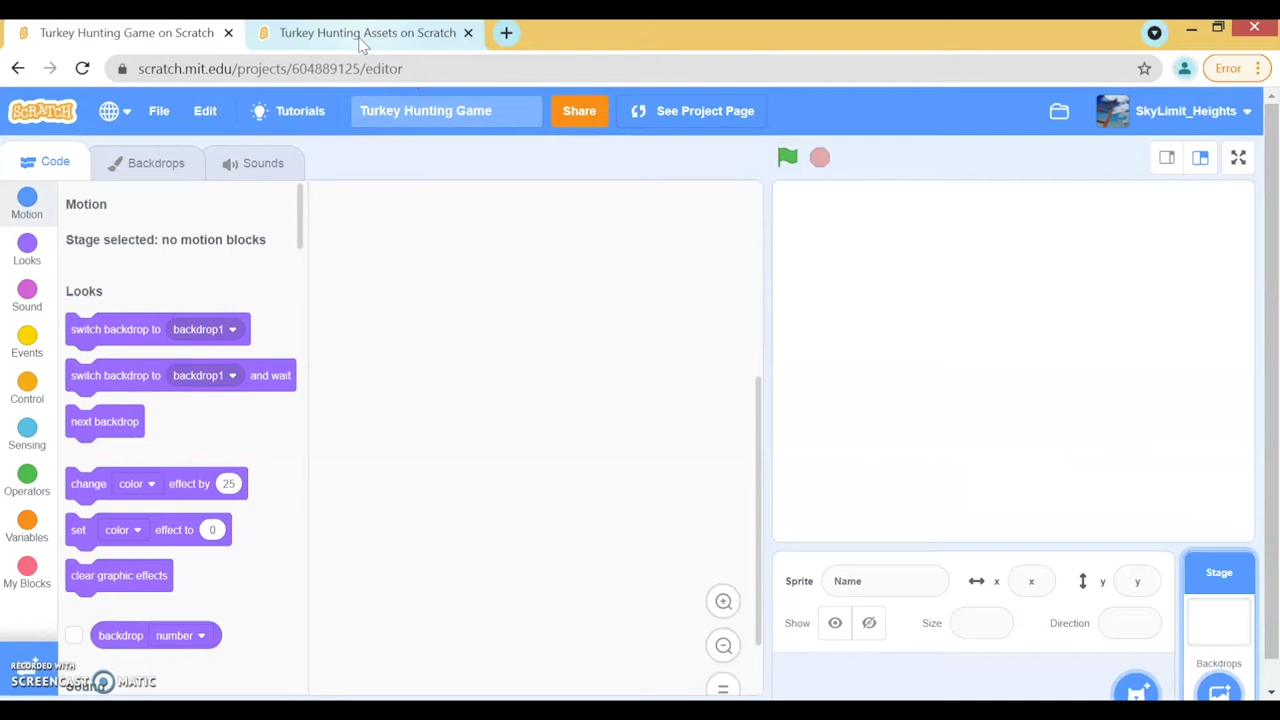 Turkey Hunting Game on Scratch
Turkey Hunting Assets on Scratch
scratch.mit.edu/projects/604889125/editor
Error
SCRATCH
File
Edit
Tutorials
Turkey Hunting Game
Share
See Project Page
SkyLimit_Heights
Code
Backdrops
Sounds
Motion
Looks
Sound
Events
Control
Sensing
Operators
Variables
My Blocks
Motion
Stage selected: no motion blocks
Looks
switch backdrop to backdrop1
switch backdrop to backdrop1 and wait
next backdrop
change color effect by 25
set color effect to 0
clear graphic effects
backdrop number
Sound
Sprite
Name
x
x
y
y
Show
Size
Direction
Stage
Backdrops
RECORDED WITH
SCREENCAST MATIC